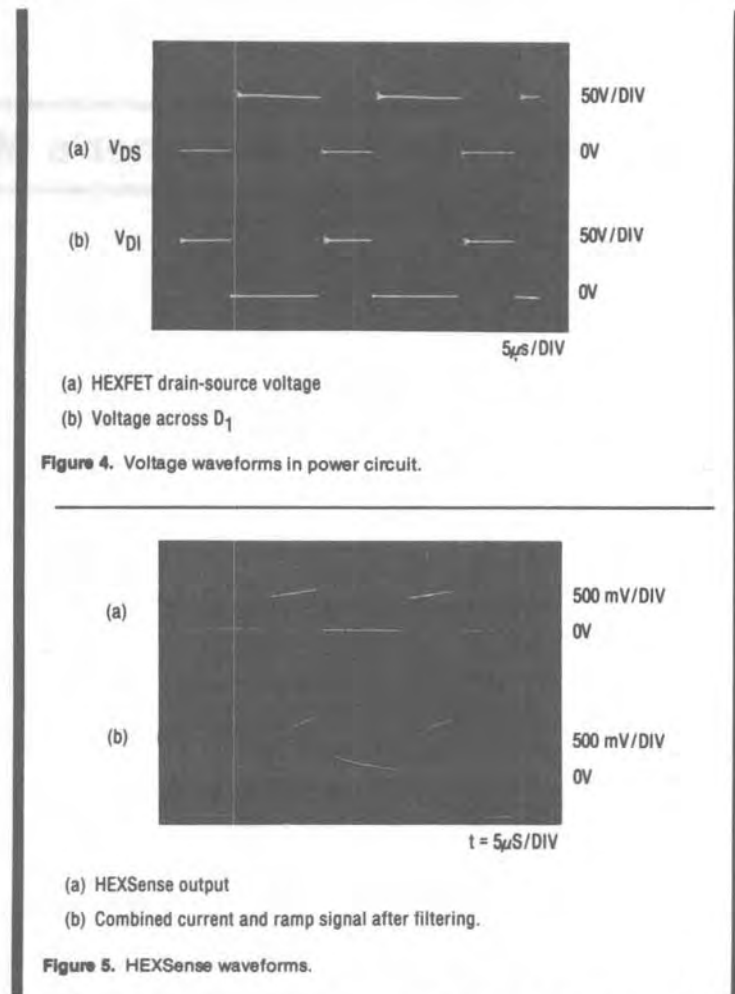 50V/DIV
(a) VDS
0V
(b) VDI
50V/DIV
0V
5µs/DIV
(a) HEXFET drain-source voltage
(b) Voltage across D1
Figure 4. Voltage waveforms in power circuit.
(a)
500 mV/DIV
0V
(b)
500 mV/DIV
0V
t = 5µS/DIV
(a) HEXSense output
(b) Combined current and ramp signal after filtering.
Figure 5. HEXSense waveforms.